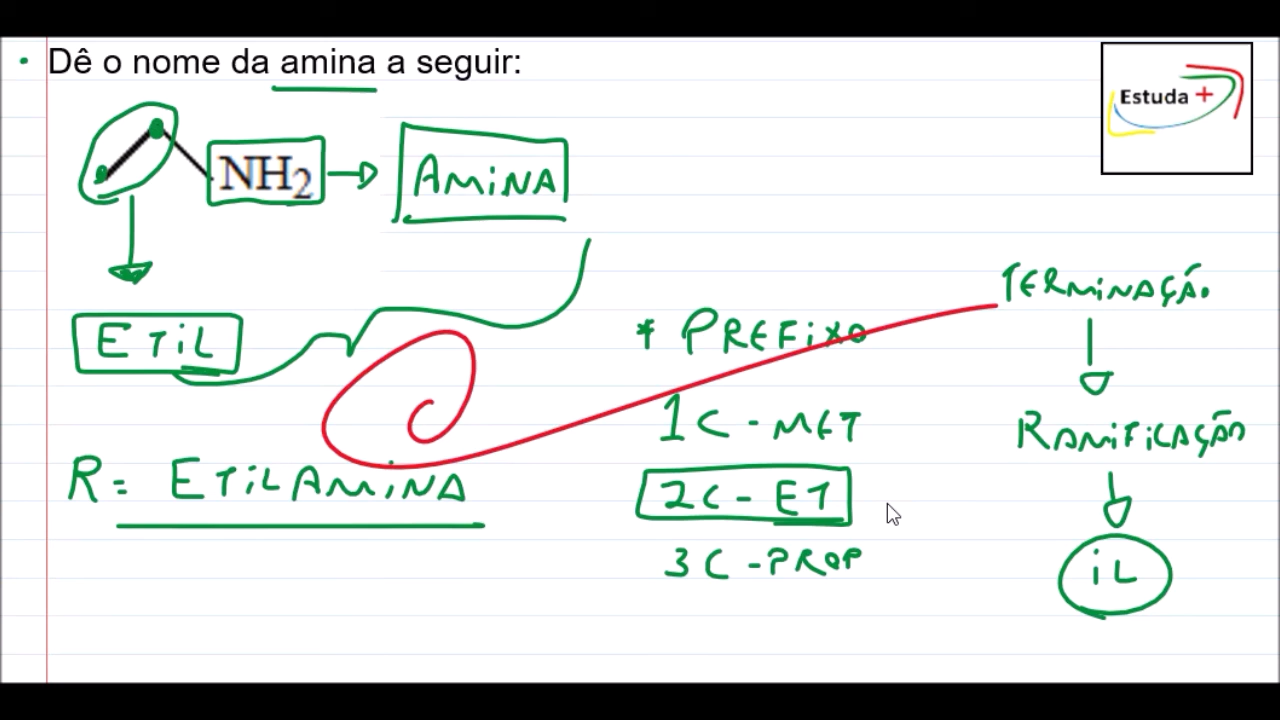 • Dê o nome da amina a seguir:
Estuda +
NH2
AMiNA
ETiL
* PREFiXO
TERMiNAÇÃO
1C - MET
RAMiFiCAÇÃO
R= ETiLAMiNA
2C - ET
3C - PROP
iL